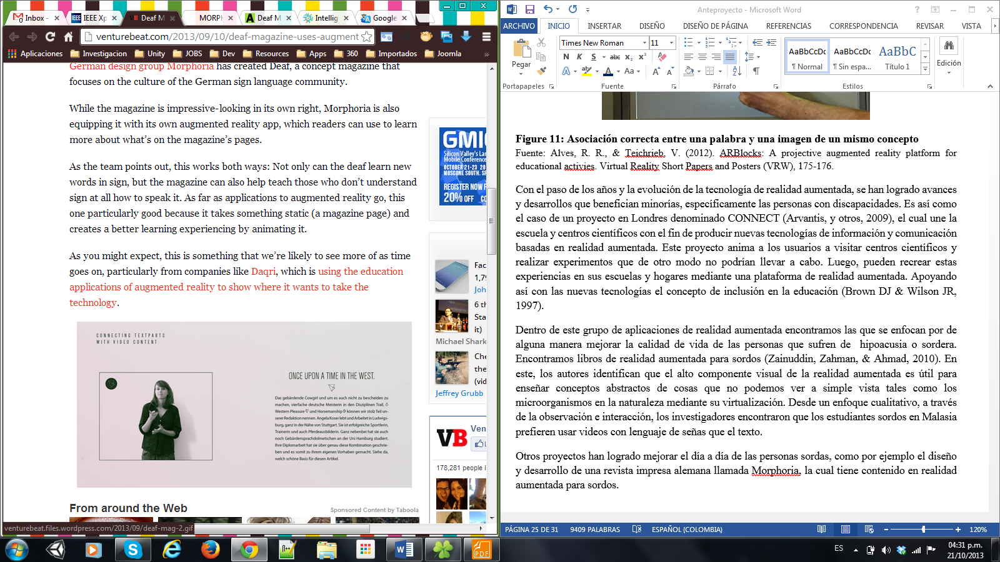 Inbox -
IEEE Xp
Deaf M
MORPH
Deaf M
Intellig
Google
venturebeat.com/2013/09/10/deaf-magazine-uses-augment
Aplicaciones
Investigacion
Unity
JOBS
Dev
Resources
Apps
360
Importados
Joomla
»
German design group Morphoria has created Deaf, a concept magazine that
focuses on the culture of the German sign language community.
While the magazine is impressive-looking in its own right, Morphoria is also
equipping it with its own augmented reality app, which readers can use to learn
more about what’s on the magazine’s pages.
As the team points out, this works both ways: Not only can the deaf learn new
words in sign, but the magazine can also help teach those who don’t understand
sign at all how to speak it. As far as applications to augmented reality go, this
one particularly good because it takes something static (a magazine page) and
creates a better learning experiencing by animating it.
As you might expect, this is something that we’re likely to see more of as time
goes on, particularly from companies like Daqri, which is using the education
applications of augmented reality to show where it wants to take the
technology.
CONNECTING TEXTPARTS
WITH VIDEO CONTENT
ONCE UPON A TIME IN THE WEST.
Das gebärdende Cowgirl und um es auch nicht zu bescheiden zu
machen, vierfache deutsche Meisterin in den Disziplinen Trail,
Western Pleasure und Horsemanship können wir stolz Teil un-
serer Redaktion nennen. Angela Koser lebt und Arbeitet in Ludwigs-
burg, ganz in der Nähe von Stuttgart. Sie ist erfolgreiche Sportlerin,
Trainerin und auch Pferdeausbilderin. Ganz nebenbei hat sie auch
noch Gebärdensprachdolmetschen an der Uni Hamburg studiert.
Ihre Diplomarbeit hat sie über genau diese Kombination geschrie-
ben und es somit zu ihrem eigenen Vorhaben gemacht. Siehe da,
welch schöne Basis für diesen Artikel.
From around the Web
Sponsored Content by Taboola
venturebeat.files.wordpress.com/2013/09/deaf-mag-2.gif
GMIC
Silicon Valley's La
Mobile Conference
OCTOBER 21-23 20
MOSCONE SOUTH, S
REGISTER NOW F
20% OFF CO
Fac
1,79
Joh
6 th
Sta
it)
Michael Shark
Che
the
(vid
Jeffrey Grubb
VB
Ven
178,281 people l
Anteproyecto - Microsoft Word
ARCHIVO
INICIO
INSERTAR
DISEÑO
DISEÑO DE PÁGINA
REFERENCIAS
CORRESPONDENCIA
REVISAR
VISTA
Times New Roman
11
Pegar
N K S abc x₂ x²
A
Aa
AaBbCcDc
AaBbCcDc
AaBbC
¶ Normal
¶ Sin espa...
Título 1
Edición
Portapapeles
Fuente
Párrafo
Estilos
Figure 11: Asociación correcta entre una palabra y una imagen de un mismo concepto
Fuente: Alves, R. R., & Teichrieb, V. (2012). ARBlocks: A projective augmented reality platform for
educational activies. Virtual Reality Short Papers and Posters (VRW), 175-176.
Con el paso de los años y la evolución de la tecnología de realidad aumentada, se han logrado avances
y desarrollos que benefician minorías, específicamente las personas con discapacidades. Es así como
el caso de un proyecto en Londres denominado CONNECT (Arvantis, y otros, 2009), el cual une la
escuela y centros científicos con el fin de producir nuevas tecnologías de información y comunicación
basadas en realidad aumentada. Este proyecto anima a los usuarios a visitar centros científicos y
realizar experimentos que de otro modo no podrían llevar a cabo. Luego, pueden recrear estas
experiencias en sus escuelas y hogares mediante una plataforma de realidad aumentada. Apoyando
así con las nuevas tecnologías el concepto de inclusión en la educación (Brown DJ & Wilson JR,
1997).
Dentro de este grupo de aplicaciones de realidad aumentada encontramos las que se enfocan por de
alguna manera mejorar la calidad de vida de las personas que sufren de hipoacusia o sordera.
Encontramos libros de realidad aumentada para sordos (Zainuddin, Zahman, & Ahmad, 2010). En
este, los autores identifican que el alto componente visual de la realidad aumentada es útil para
enseñar conceptos abstractos de cosas que no podemos ver a simple vista tales como los
microorganismos en la naturaleza mediante su virtualización. Desde un enfoque cualitativo, a través
de la observación e interacción, los investigadores encontraron que los estudiantes sordos en Malasia
prefieren usar videos con lenguaje de señas que el texto.
Otros proyectos han logrado mejorar el día a día de las personas sordas, como por ejemplo el diseño
y desarrollo de una revista impresa alemana llamada Morphoria, la cual tiene contenido en realidad
aumentada para sordos.
PÁGINA 25 DE 31
9409 PALABRAS
ESPAÑOL (COLOMBIA)
120%
PDF
ES
04:31 p.m.
21/10/2013